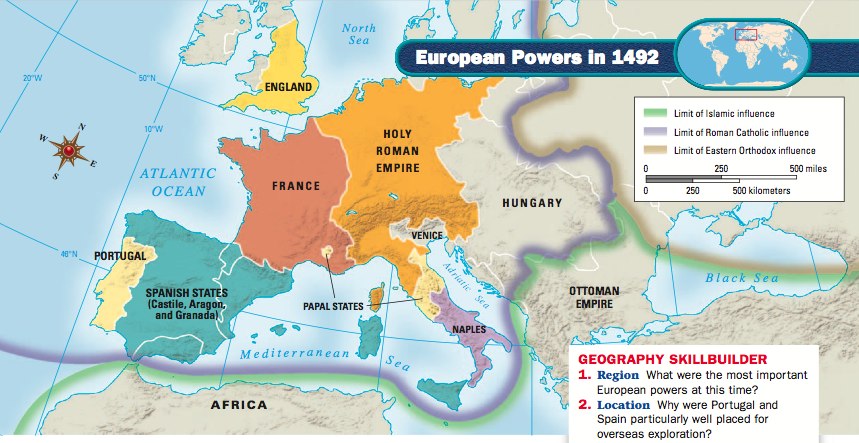 European Powers in 1492
North
Sea
20°W
50°N
10°W
46°N
N
W
E
S
ENGLAND
ATLANTIC
OCEAN
HOLY
ROMAN
EMPIRE
FRANCE
HUNGARY
VENICE
PORTUGAL
SPANISH STATES
(Castile, Aragon,
and Granada)
PAPAL STATES
Adriatic Sea
NAPLES
OTTOMAN
EMPIRE
Black Sea
Mediterranean Sea
AFRICA
Limit of Islamic influence
Limit of Roman Catholic influence
Limit of Eastern Orthodox influence
0 250 500 miles
0 250 500 kilometers
GEOGRAPHY SKILLBUILDER
1. Region What were the most important
European powers at this time?
2. Location Why were Portugal and
Spain particularly well placed for
overseas exploration?